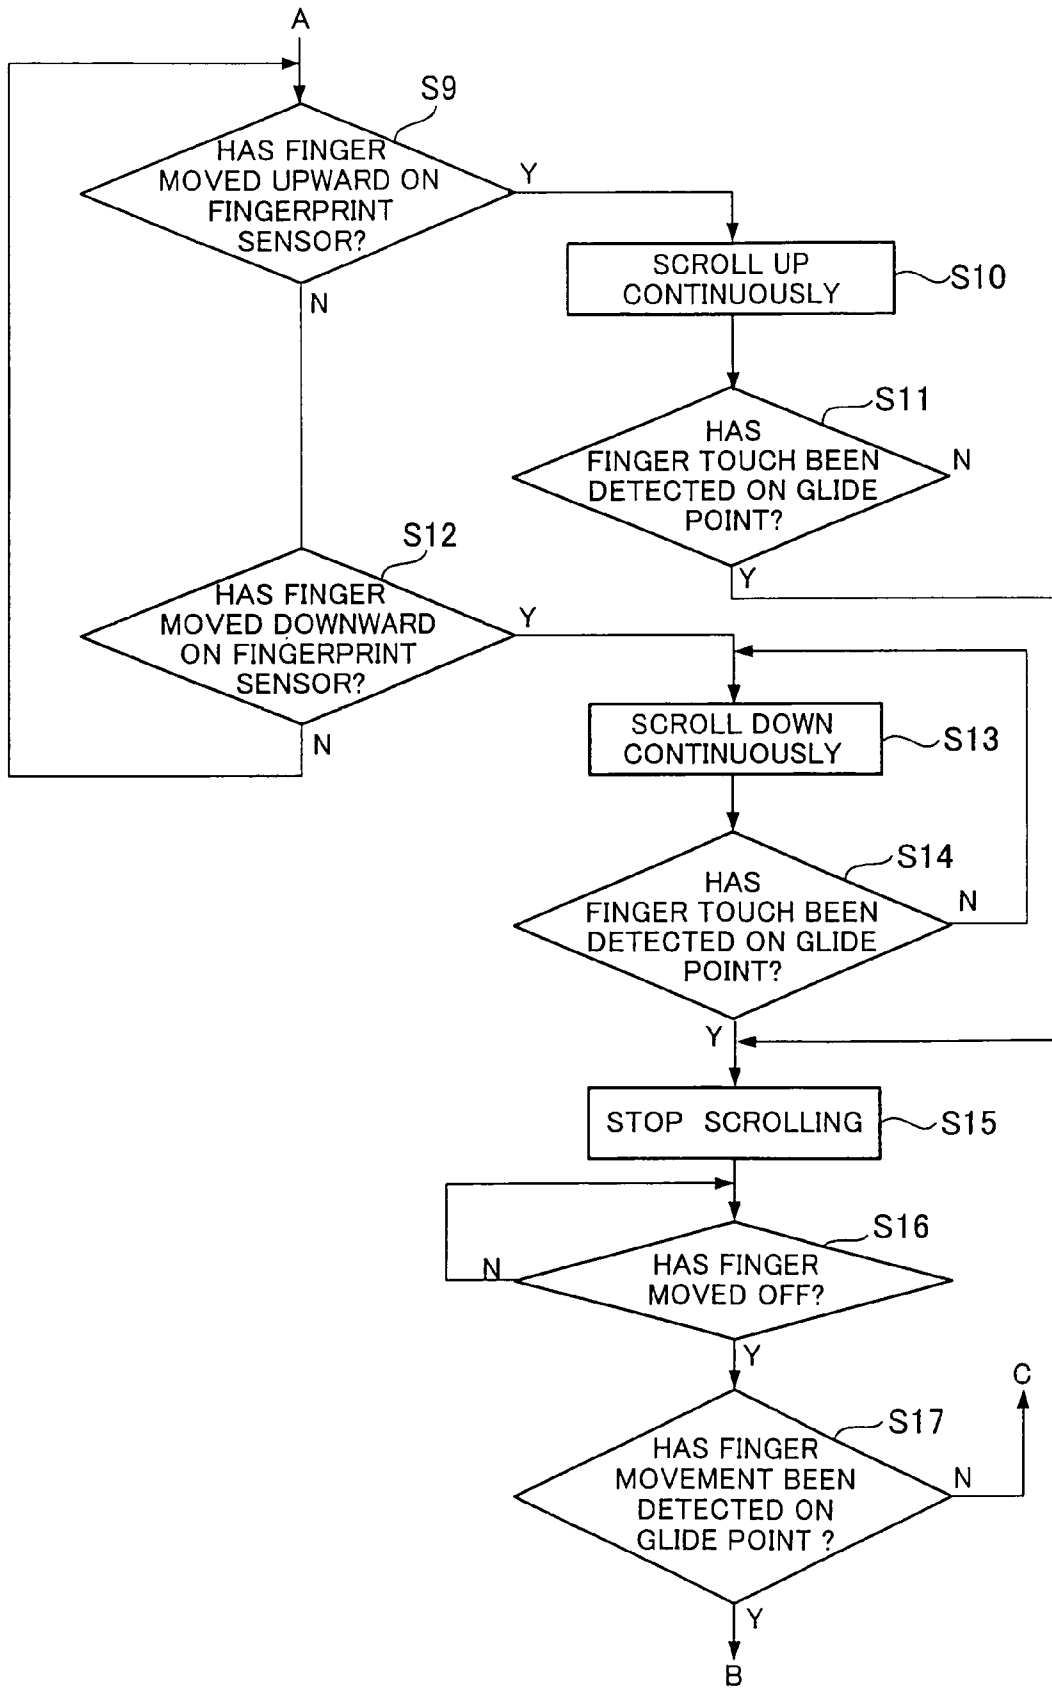 A
S9
HAS FINGER
MOVED UPWARD ON
FINGERPRINT
SENSOR?
Y
N
SCROLL UP
CONTINUOUSLY
S10
S11
HAS
FINGER TOUCH BEEN
DETECTED ON GLIDE
POINT?
N
Y
S12
HAS FINGER
MOVED DOWNWARD
ON FINGERPRINT
SENSOR?
Y
N
SCROLL DOWN
CONTINUOUSLY
S13
S14
HAS
FINGER TOUCH BEEN
DETECTED ON GLIDE
POINT?
N
Y
STOP SCROLLING
S15
S16
HAS FINGER
MOVED OFF?
N
Y
C
S17
HAS FINGER
MOVEMENT BEEN
DETECTED ON
GLIDE POINT ?
N
Y
B